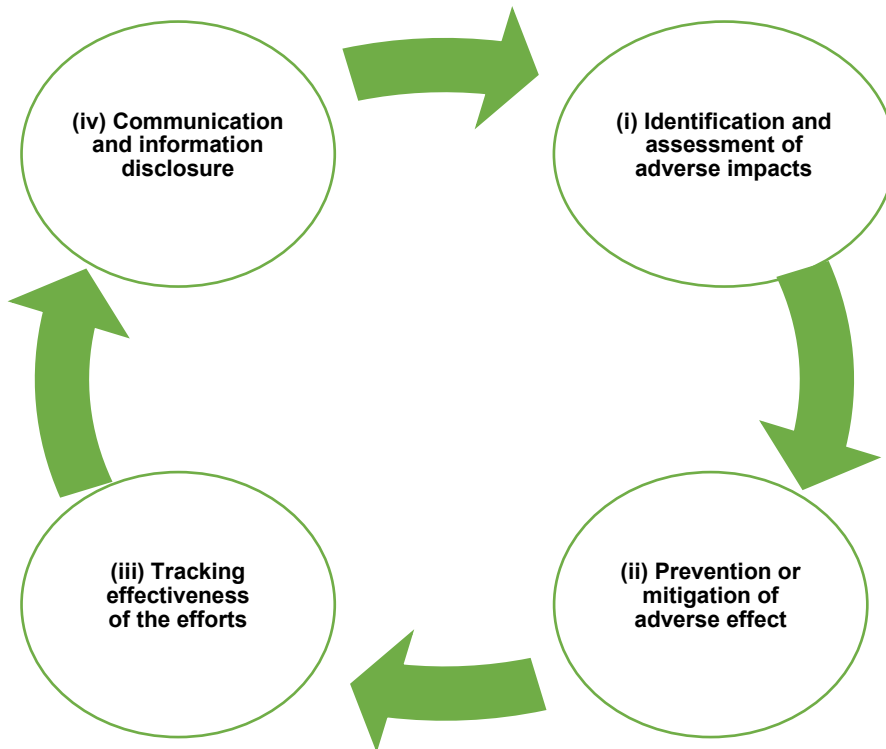 (iv) Communication
and information
disclosure
(i) Identification and
assessment of
adverse impacts
(iii) Tracking
effectiveness
of the efforts
(ii) Prevention or
mitigation of
adverse effect